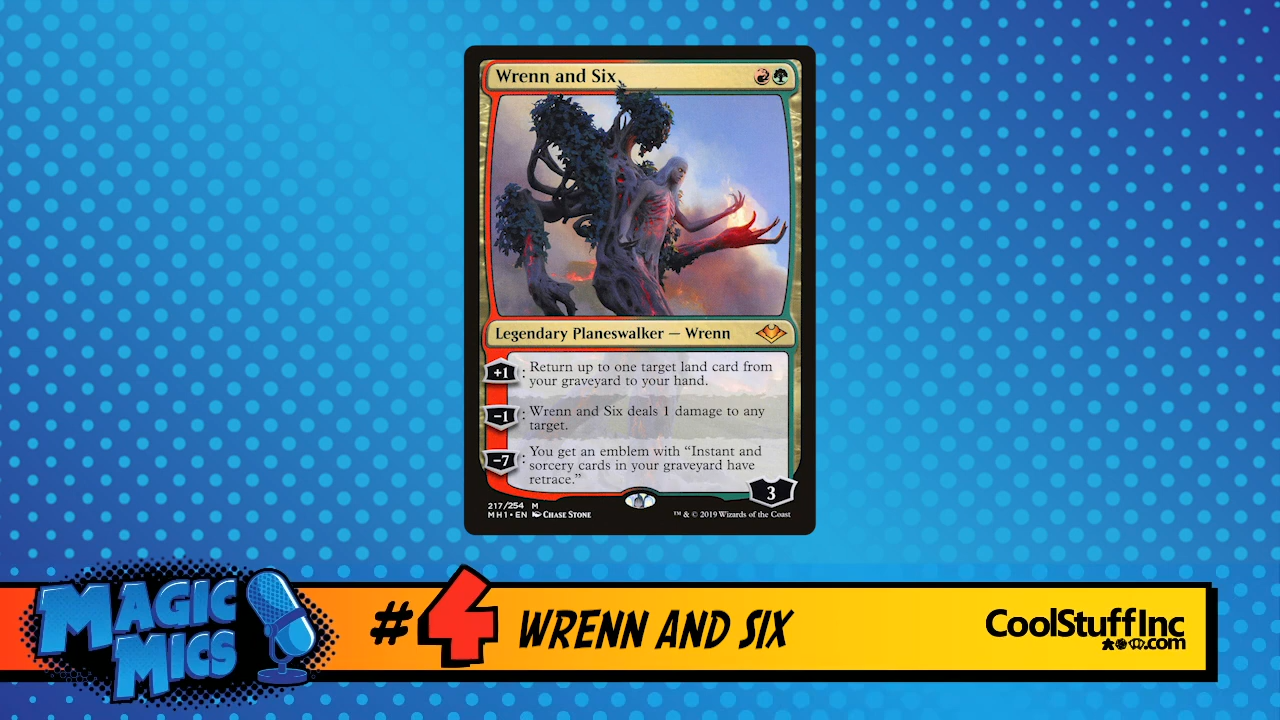 Wrenn and Six
Legendary Planeswalker — Wrenn
+1 : Return up to one target land card from
your graveyard to your hand.
−1 : Wrenn and Six deals 1 damage to any
target.
−7 : You get an emblem with “Instant and
sorcery cards in your graveyard have
retrace.”
3
217/254 M
MH1 • EN Chase Stone
™ & © 2019 Wizards of the Coast
MAGIC
MICS
#4 WRENN AND SIX
CoolStuffInc
.com